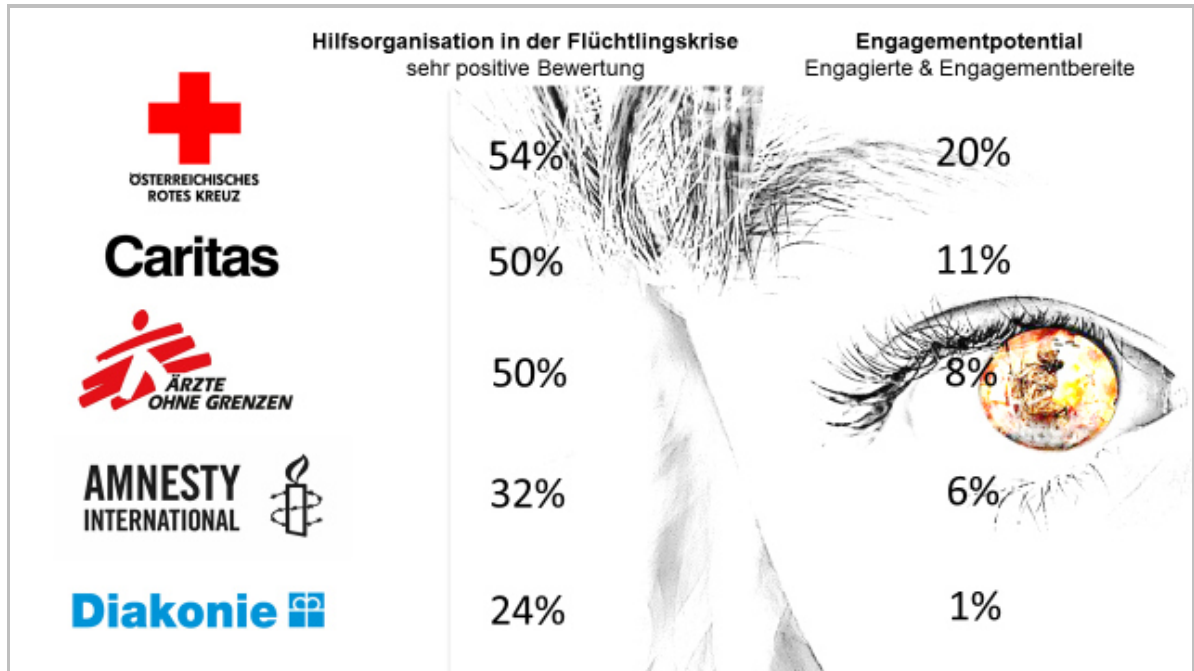 Hilfsorganisation in der Flüchtlingskrise
sehr positive Bewertung
Engagementpotential
Engagierte & Engagementbereite
ÖSTERREICHISCHES
ROTES KREUZ
54%
20%
Caritas
50%
11%
ÄRZTE
OHNE GRENZEN
50%
8%
AMNESTY
INTERNATIONAL
32%
6%
Diakonie
24%
1%